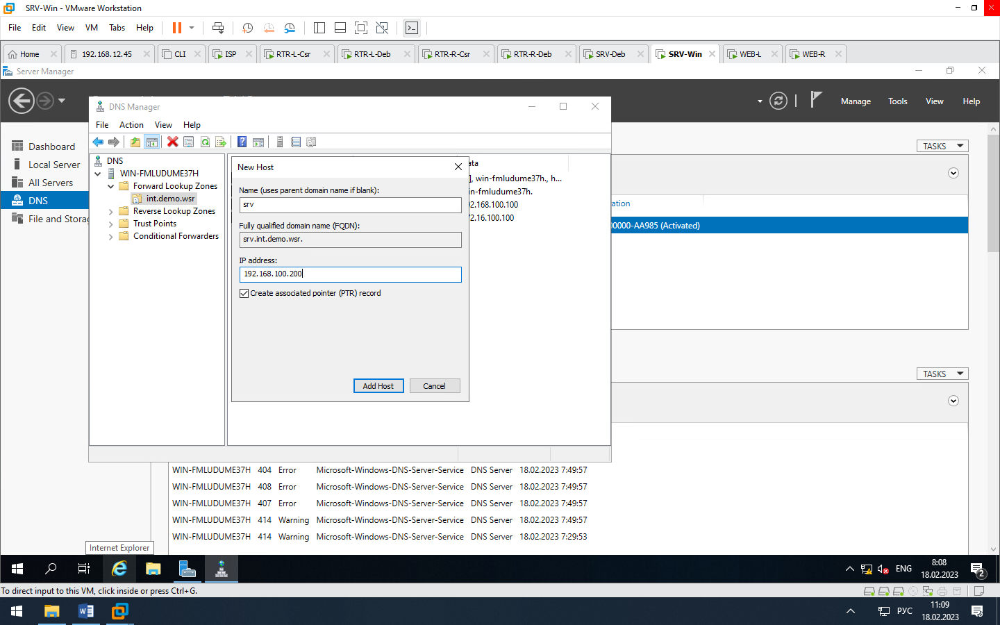 SRV-Win - VMware Workstation
File Edit View VM Tabs Help
Home 192.168.12.45 CLI ISP RTR-L-Csr RTR-L-Deb RTR-R-Csr RTR-R-Deb SRV-Deb SRV-Win WEB-L WEB-R
Server Manager
Manage Tools View Help
Dashboard
Local Server
All Servers
DNS
File and Storag
DNS Manager
File Action View Help
DNS
WIN-FMLUDUME37H
Forward Lookup Zones
int.demo.wsr
Reverse Lookup Zones
Trust Points
Conditional Forwarders
ata
], win-fmludume37h., h...
in-fmludume37h.
92.168.100.100
72.16.100.100
New Host
Name (uses parent domain name if blank):
srv
Fully qualified domain name (FQDN):
srv.int.demo.wsr.
IP address:
192.168.100.200
Create associated pointer (PTR) record
Add Host Cancel
TASKS
ation
00000-AA985 (Activated)
TASKS
WIN-FMLUDUME37H 404 Error Microsoft-Windows-DNS-Server-Service DNS Server 18.02.2023 7:49:57
WIN-FMLUDUME37H 408 Error Microsoft-Windows-DNS-Server-Service DNS Server 18.02.2023 7:49:57
WIN-FMLUDUME37H 407 Error Microsoft-Windows-DNS-Server-Service DNS Server 18.02.2023 7:49:57
WIN-FMLUDUME37H 414 Warning Microsoft-Windows-DNS-Server-Service DNS Server 18.02.2023 7:49:57
WIN-FMLUDUME37H 414 Warning Microsoft-Windows-DNS-Server-Service DNS Server 18.02.2023 7:29:53
Internet Explorer
ENG
8:08
18.02.2023
2
To direct input to this VM, click inside or press Ctrl+G.
РУС
11:09
18.02.2023